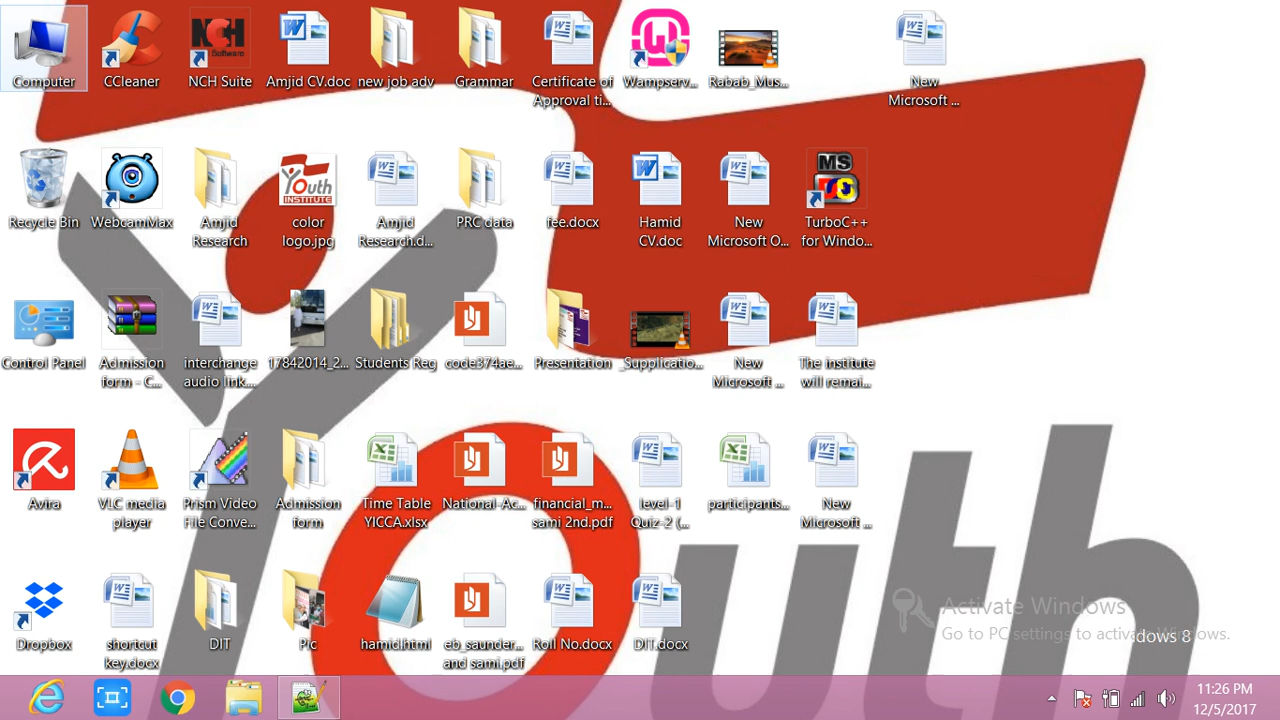 Computer
CCleaner
NCH Suite
Amjid CV.doc
new job adv
Grammar
Certificate of
Approval ti...
Wampserv...
Rabab_Mus...
New
Microsoft ...
Recycle Bin
WebcamMax
Amjid
Research
color
logo.jpg
Amjid
Research.d...
PRC data
fee.docx
Hamid
CV.doc
New
Microsoft O...
TurboC++
for Windo...
Control Panel
Admission
form - C...
interchange
audio link...
17842014_2...
Students Reg
code374ae...
Presentation
_Supplicatio...
New
Microsoft ...
The institute
will remai...
Avira
VLC media
player
Prism Video
File Conve...
Admission
form
Time Table
YICCA.xlsx
National-Ac...
financial_m...
sami 2nd.pdf
level-1
Quiz-2 (...
participants...
New
Microsoft ...
Dropbox
shortcut
key.docx
DIT
Pic
hamid.html
eb_saunder...
and sami.pdf
Roll No.docx
DIT.docx
NCH
Software
Youth
INSTITUTE
MS
Youth
Activate Windows
Go to PC settings to activate Windows.
dows 8
11:26 PM
12/5/2017